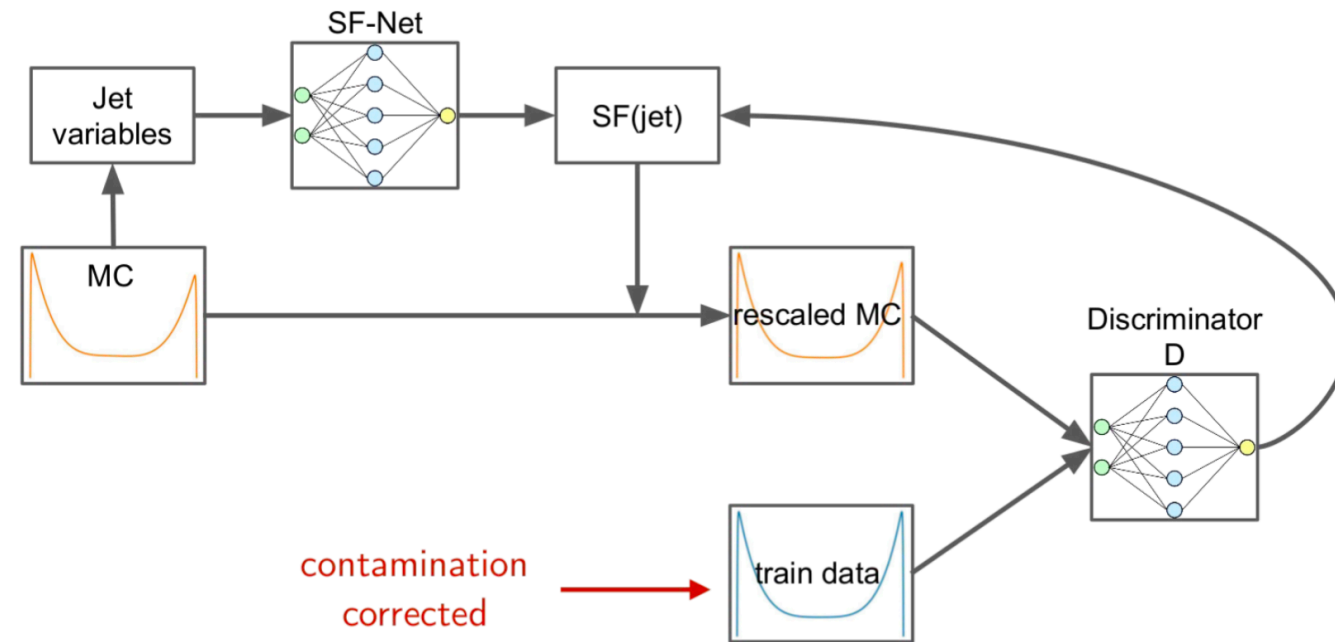 SF-Net
Jet
variables
SF(jet)
MC
rescaled MC
Discriminator
D
contamination
corrected
train data